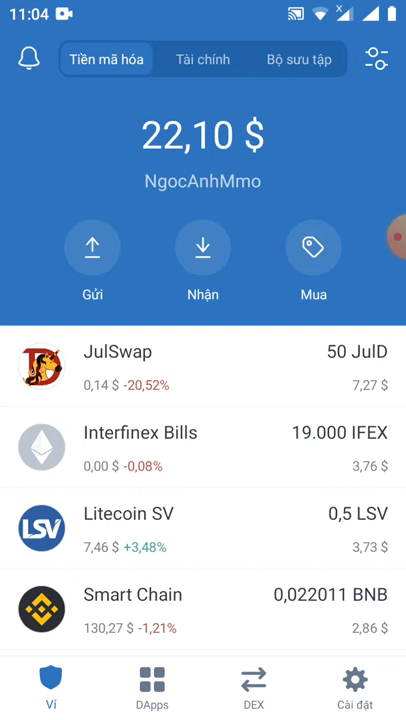 11:04
Tiền mã hóa
Tài chính
Bộ sưu tập
22,10 $
NgocAnhMmo
Gửi
Nhận
Mua
JulSwap
50 JulD
0,14 $ -20,52%
7,27 $
Interfinex Bills
19.000 IFEX
0,00 $ -0,08%
3,76 $
LSV
Litecoin SV
0,5 LSV
7,46 $ +3,48%
3,73 $
Smart Chain
0,022011 BNB
130,27 $ -1,21%
2,86 $
Ví
DApps
DEX
Cài đặt